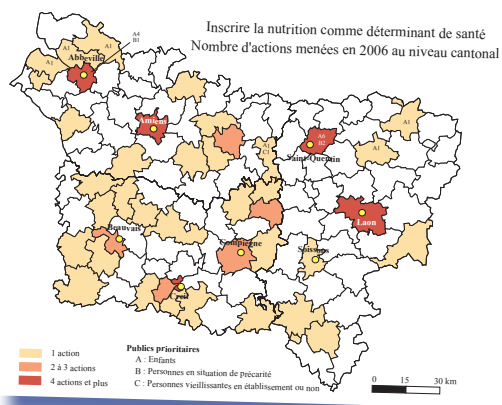 Inscrire la nutrition comme déterminant de santé
Nombre d'actions menées en 2006 au niveau cantonal
A4
B1
A1
A1
Abbeville
A1
A1
Amiens
A1
A6
B2
A1
C1
A1
Saint-Quentin
Laon
Beauvais
Compiègne
Soissons
Creil
1 action
2 à 3 actions
4 actions et plus
Publics prioritaires
A : Enfants
B : Personnes en situation de précarité
C : Personnes vieillissantes en établissement ou non
0 15 30 km